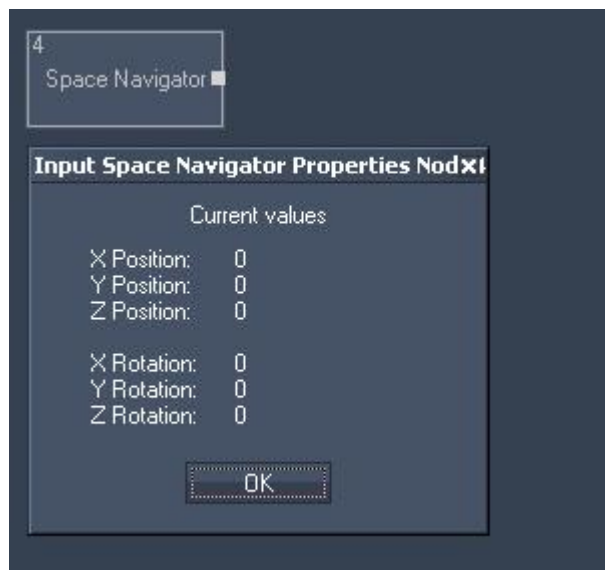 4
Space Navigator
Input Space Navigator Properties Nod
Current values
X Position: 0
Y Position: 0
Z Position: 0
X Rotation: 0
Y Rotation: 0
Z Rotation: 0
OK